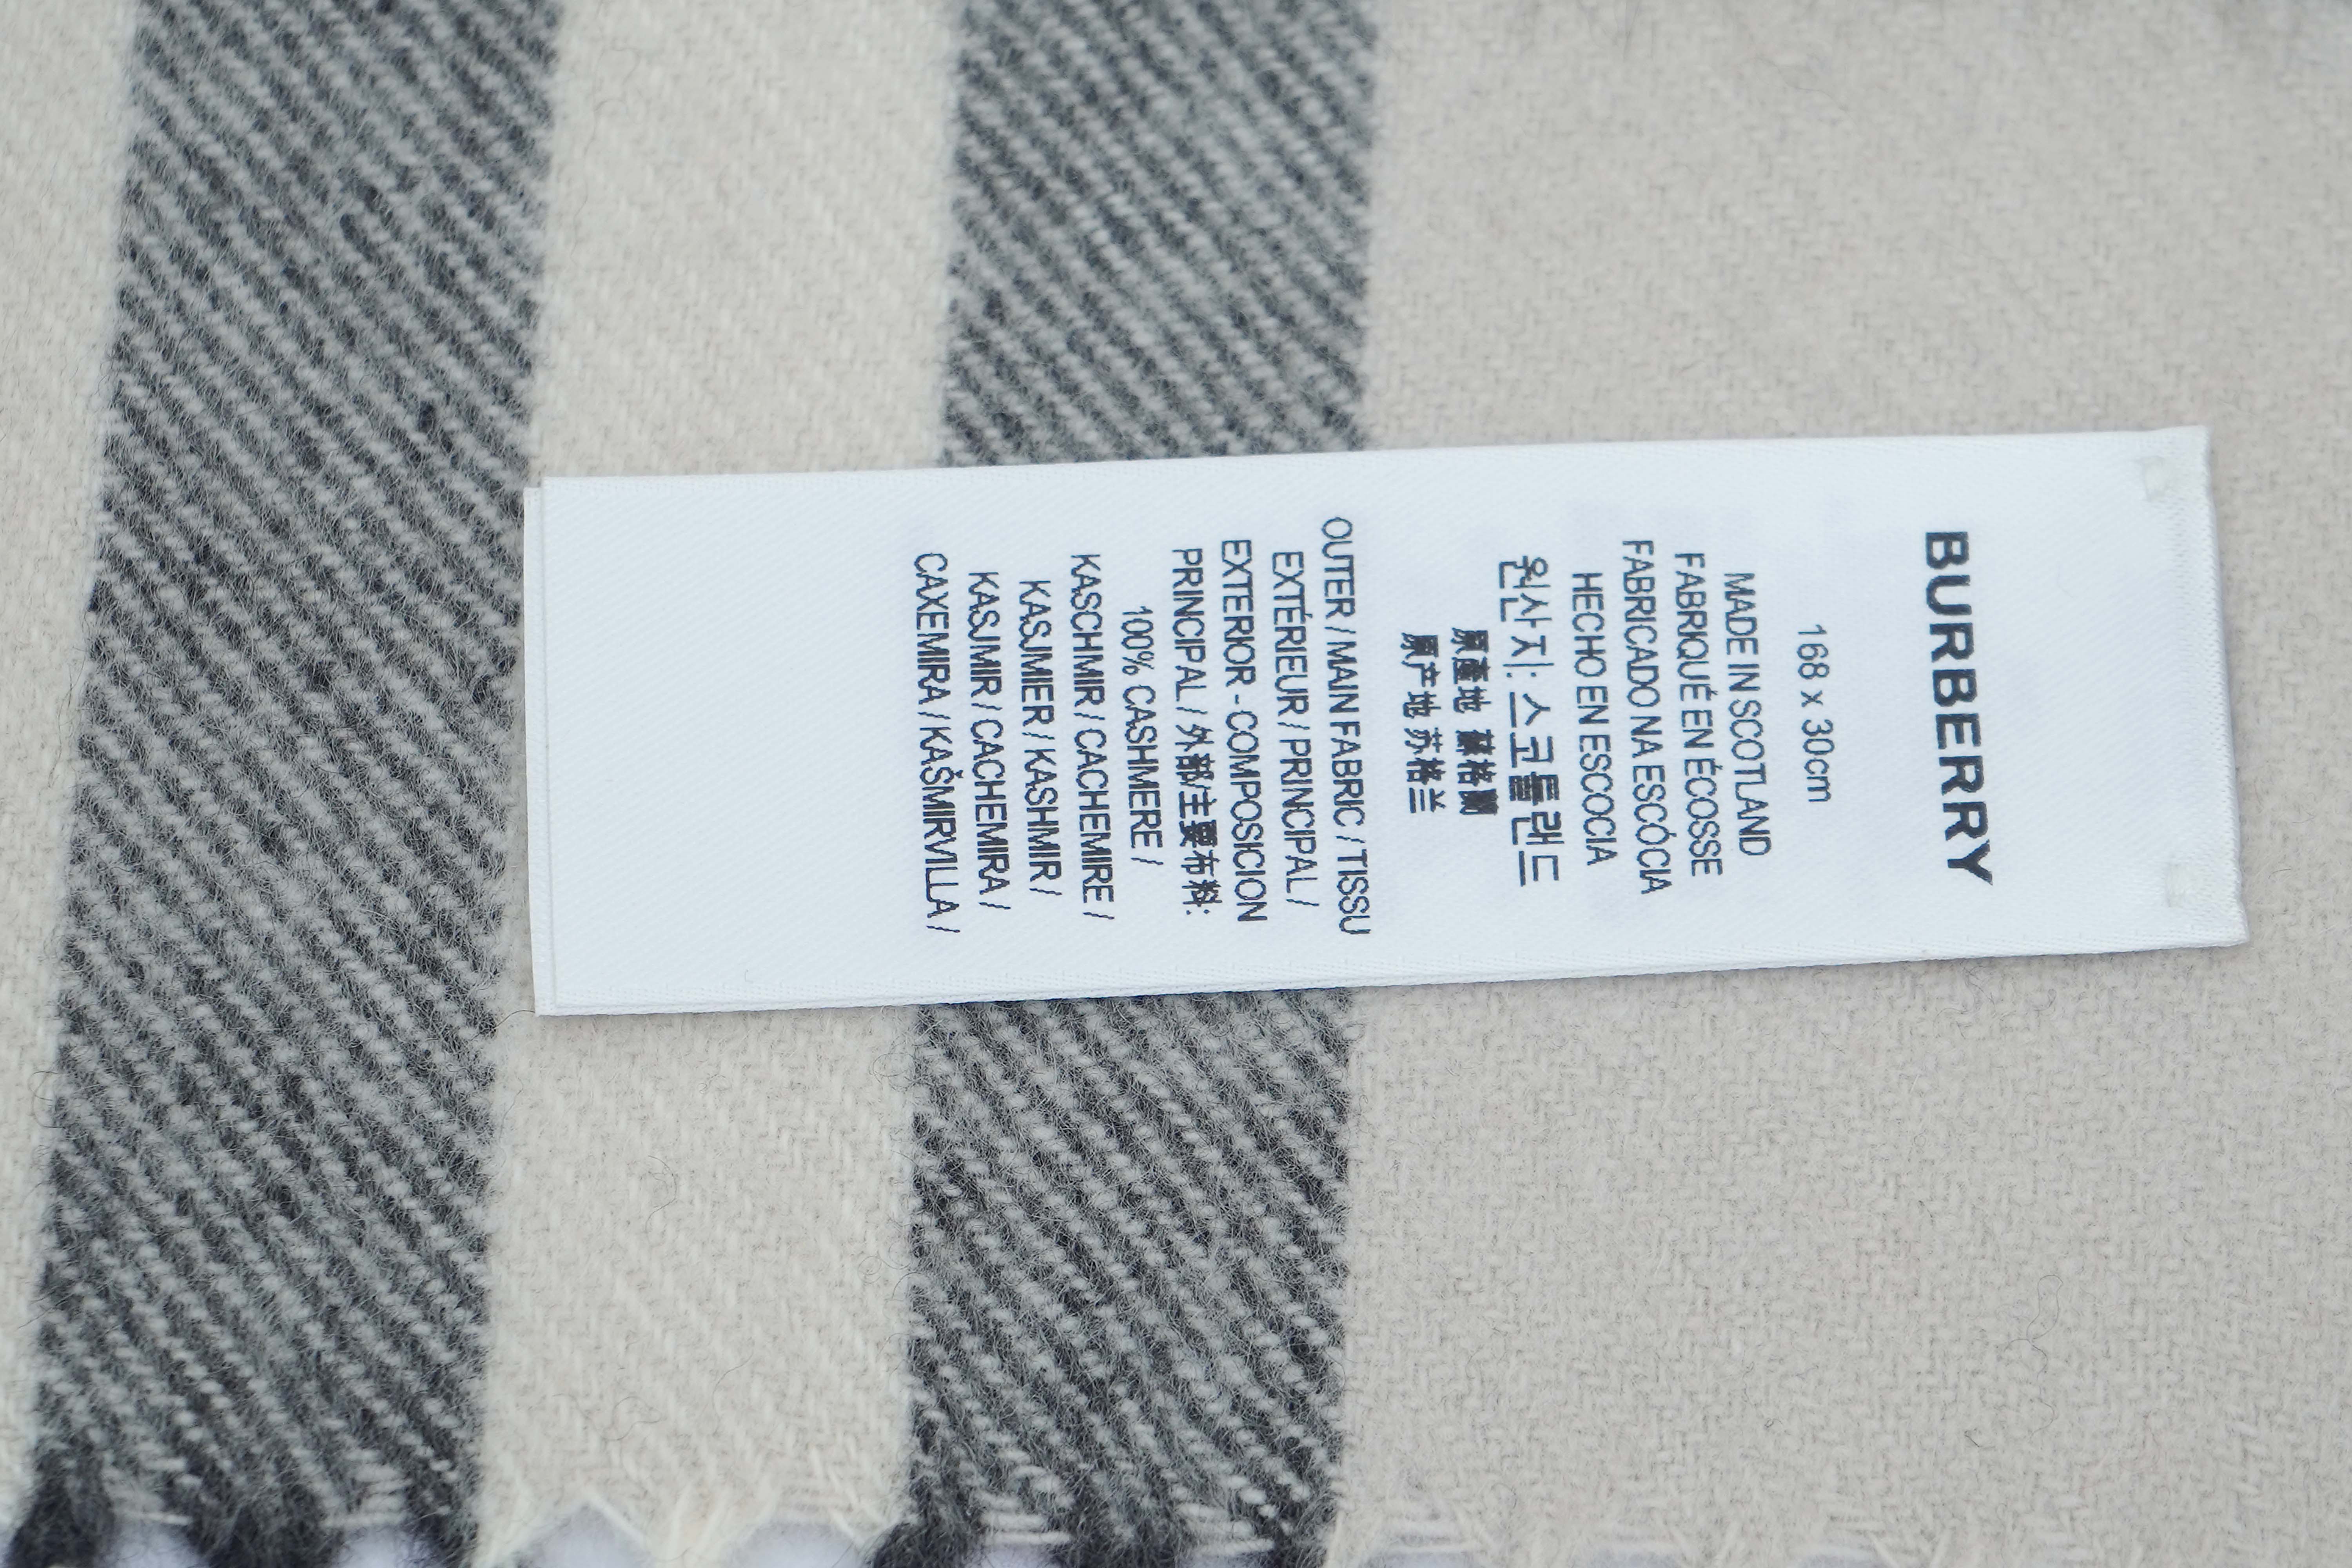 BURBERRY
168 x 30cm
MADE IN SCOTLAND
FABRIQUÉ EN ÉCOSSE
FABRICADO NA ESCÓCIA
HECHO EN ESCOCIA
원산지: 스코틀랜드
原產地 蘇格蘭
原产地 苏格兰
OUTER / MAIN FABRIC / TISSU
EXTÉRIEUR / PRINCIPAL /
EXTERIOR - COMPOSICION
PRINCIPAL / 外部/主要布料:
100% CASHMERE /
KASCHMIR / CACHEMIRE /
KASJMIER / KASHMIR /
KASJMIR / CACHEMIRA /
CAXEMIRA / KAŠMIRVILLA /